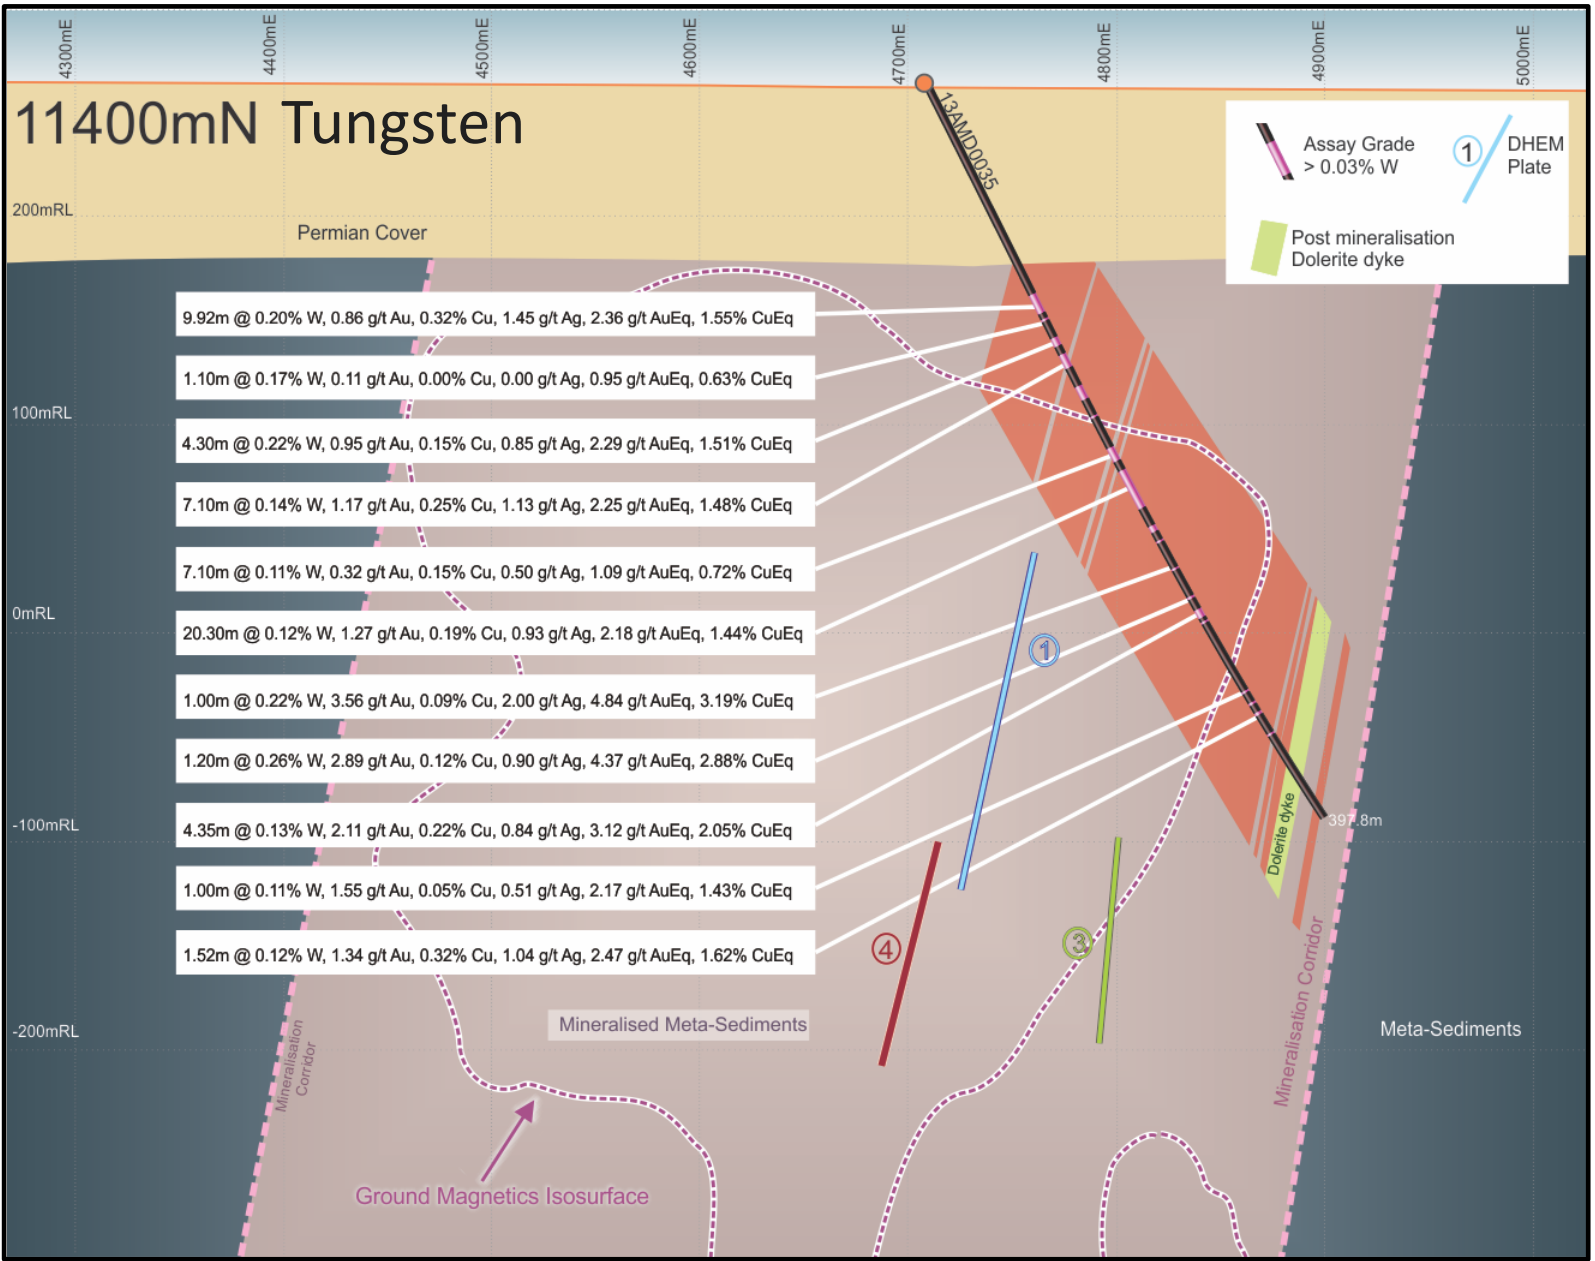 4300mE
4400mE
4500mE
4600mE
4700mE
4800mE
4900mE
5000mE
11400mN Tungsten
13AMD0035
Assay Grade
> 0.03% W
1
DHEM
Plate
Post mineralisation
Dolerite dyke
200mRL
Permian Cover
9.92m @ 0.20% W, 0.86 g/t Au, 0.32% Cu, 1.45 g/t Ag, 2.36 g/t AuEq, 1.55% CuEq
1.10m @ 0.17% W, 0.11 g/t Au, 0.00% Cu, 0.00 g/t Ag, 0.95 g/t AuEq, 0.63% CuEq
100mRL
4.30m @ 0.22% W, 0.95 g/t Au, 0.15% Cu, 0.85 g/t Ag, 2.29 g/t AuEq, 1.51% CuEq
7.10m @ 0.14% W, 1.17 g/t Au, 0.25% Cu, 1.13 g/t Ag, 2.25 g/t AuEq, 1.48% CuEq
7.10m @ 0.11% W, 0.32 g/t Au, 0.15% Cu, 0.50 g/t Ag, 1.09 g/t AuEq, 0.72% CuEq
0mRL
20.30m @ 0.12% W, 1.27 g/t Au, 0.19% Cu, 0.93 g/t Ag, 2.18 g/t AuEq, 1.44% CuEq
1
1.00m @ 0.22% W, 3.56 g/t Au, 0.09% Cu, 2.00 g/t Ag, 4.84 g/t AuEq, 3.19% CuEq
1.20m @ 0.26% W, 2.89 g/t Au, 0.12% Cu, 0.90 g/t Ag, 4.37 g/t AuEq, 2.88% CuEq
-100mRL
4.35m @ 0.13% W, 2.11 g/t Au, 0.22% Cu, 0.84 g/t Ag, 3.12 g/t AuEq, 2.05% CuEq
397.8m
Dolerite dyke
1.00m @ 0.11% W, 1.55 g/t Au, 0.05% Cu, 0.51 g/t Ag, 2.17 g/t AuEq, 1.43% CuEq
1.52m @ 0.12% W, 1.34 g/t Au, 0.32% Cu, 1.04 g/t Ag, 2.47 g/t AuEq, 1.62% CuEq
4
3
-200mRL
Mineralised Meta-Sediments
Meta-Sediments
Mineralisation
Corridor
Mineralisation Corridor
Ground Magnetics Isosurface